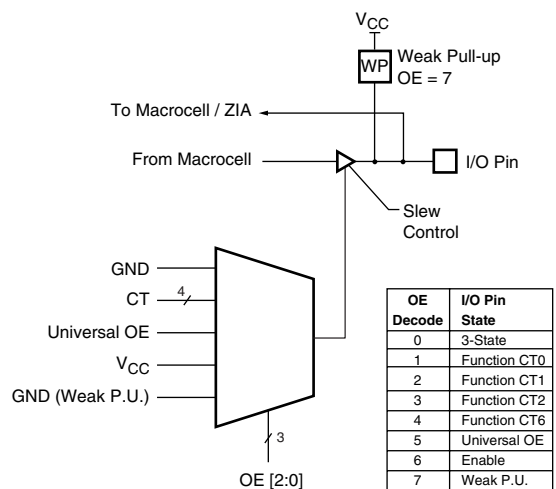 VCC
WP
Weak Pull-up
OE = 7
To Macrocell / ZIA
From Macrocell
I/O Pin
Slew
Control
GND
CT
4
Universal OE
VCC
GND (Weak P.U.)
3
OE [2:0]
OE Decode I/O Pin State
0 3-State
1 Function CT0
2 Function CT1
3 Function CT2
4 Function CT6
5 Universal OE
6 Enable
7 Weak P.U.